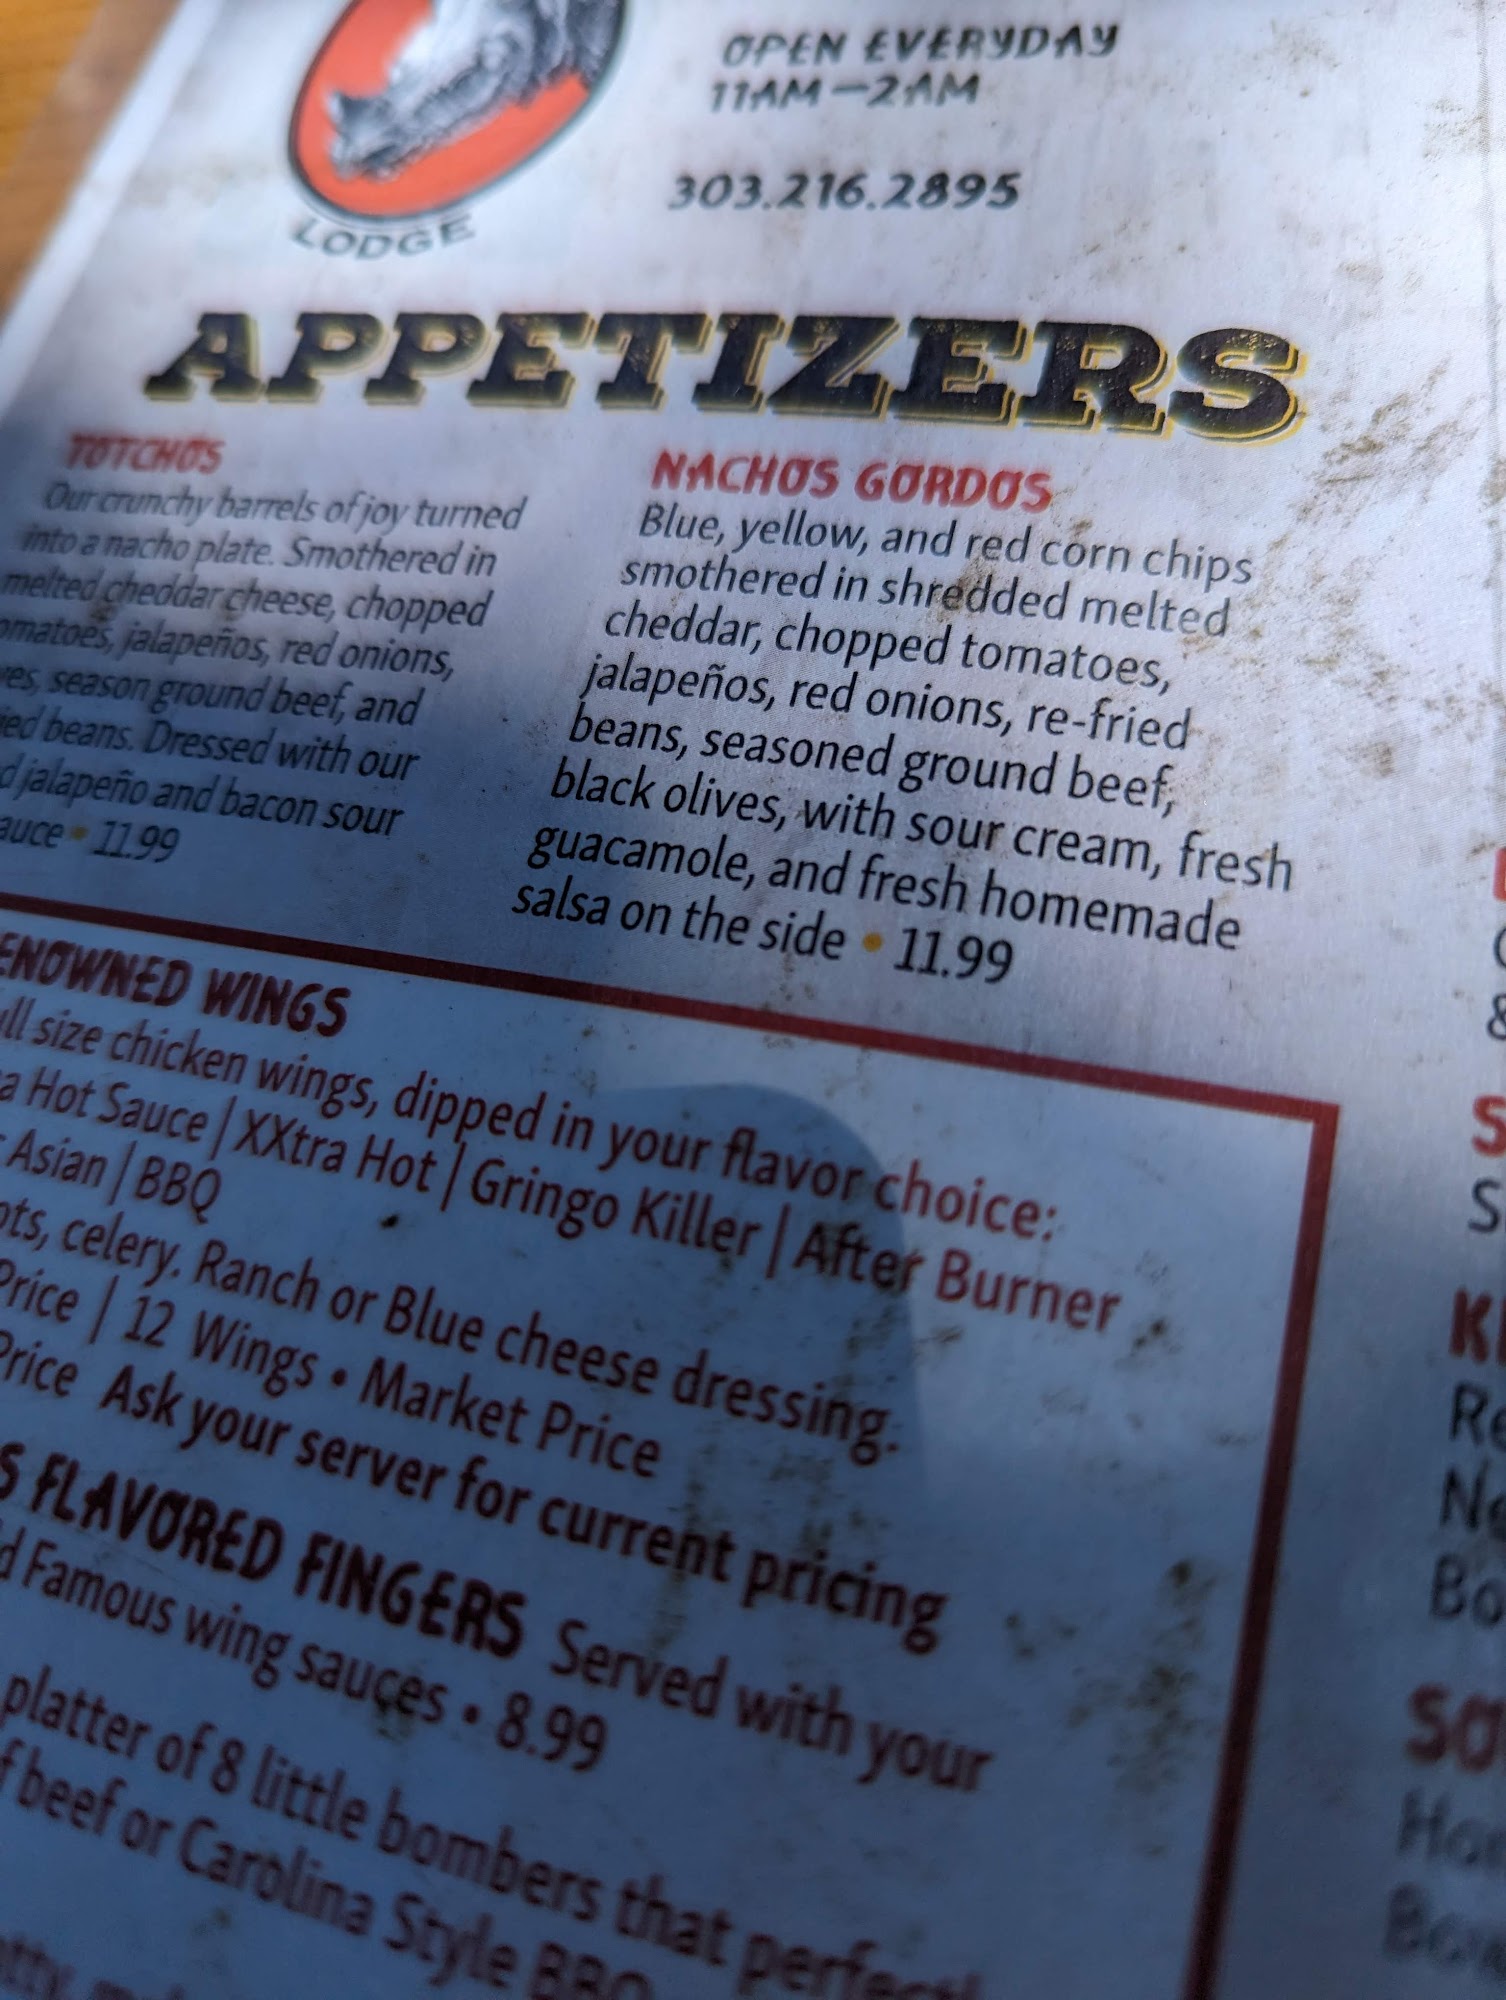 LODGE
OPEN EVERYDAY
11AM—2AM
303.216.2895
APPETIZERS
TOTCHOS
Our crunchy barrels of joy turned
into a nacho plate. Smothered in
melted cheddar cheese, chopped
jalapeños, red onions,
season ground beef, and
beans. Dressed with our
jalapeño and bacon sour
• 11.99
NACHOS GORDOS
Blue, yellow, and red corn chips
smothered in shredded melted
cheddar, chopped tomatoes,
jalapeños, red onions, re-fried
beans, seasoned ground beef,
black olives, with sour cream, fresh
guacamole, and fresh homemade
salsa on the side • 11.99
WINGS
size chicken wings, dipped in your flavor choice:
Hot Sauce | XXtra Hot | Gringo Killer | After Burner
Asian | BBQ
celery. Ranch or Blue cheese dressing.
Price | 12 Wings • Market Price
Price Ask your server for current pricing
FLAVORED FINGERS Served with your
Famous wing sauces • 8.99
platter of 8 little bombers that
beef or Carolina Style BBQ